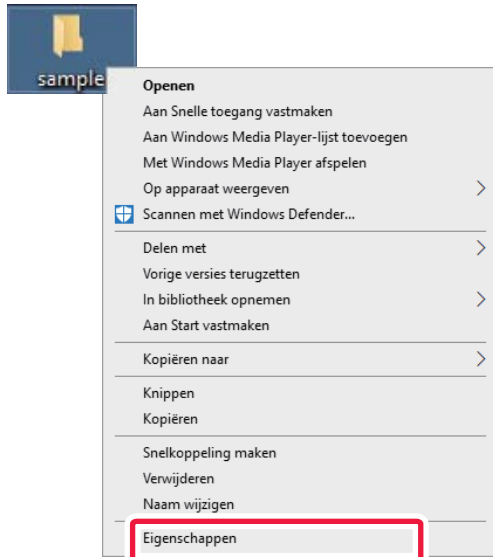 sample
Openen
Aan Snelle toegang vastmaken
Aan Windows Media Player-lijst toevoegen
Met Windows Media Player afspelen
Op apparaat weergeven
Scannen met Windows Defender...
Delen met
Vorige versies terugzetten
In bibliotheek opnemen
Aan Start vastmaken
Kopiëren naar
Knippen
Kopiëren
Snelkoppeling maken
Verwijderen
Naam wijzigen
Eigenschappen